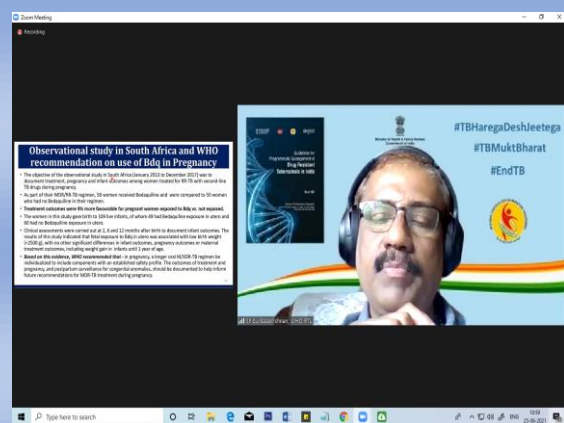 Zoom Meeting
Recording
Observational study in South Africa and WHO
recommendation on use of Bdq in Pregnancy
The objective of the observational study in South Africa (January 2013 to December 2017) was to
document treatment, pregnancy and infant outcomes among women treated for RR-TB with second line
TB drugs during pregnancy.
As part of their MDR/RR-TB regimen, 58 women received Bedaquiline and were compared to 50 women
who had no Bedaquiline in their regimen.
Treatment outcomes were 9% more favourable for pregnant women exposed to Bdq vs. not exposed.
The women in this study gave birth to 109 live infants, of whom 49 had Bedaquiline exposure in utero and
60 had no Bedaquiline exposure in utero.
Clinical assessments were carried out at 2, 6 and 12 months after birth to document infant outcomes. The
results of this study indicated that fetal exposure to Bdq in utero was associated with low birth weight
(<2500 g), with no other significant differences in infant outcomes, pregnancy outcomes or maternal
treatment outcomes, including weight gain in infants until 1 year of age.
Based on this evidence, WHO recommended that - in pregnancy, a longer oral M/XDR-TB regimen be
individualized to include components with an established safety profile. The outcomes of treatment and
pregnancy, and postpartum surveillance for congenital anomalies, should be documented to help inform
future recommendations for MDR-TB treatment during pregnancy.
Guidelines for
Programmatic Management of
Drug Resistant
Tuberculosis in India
Ministry of Health & Family Welfare
Government of India
#TBHaregaDeshJeetega
#TBMuktBharat
#EndTB
Type here to search
ENG
10:59
25-06-2021